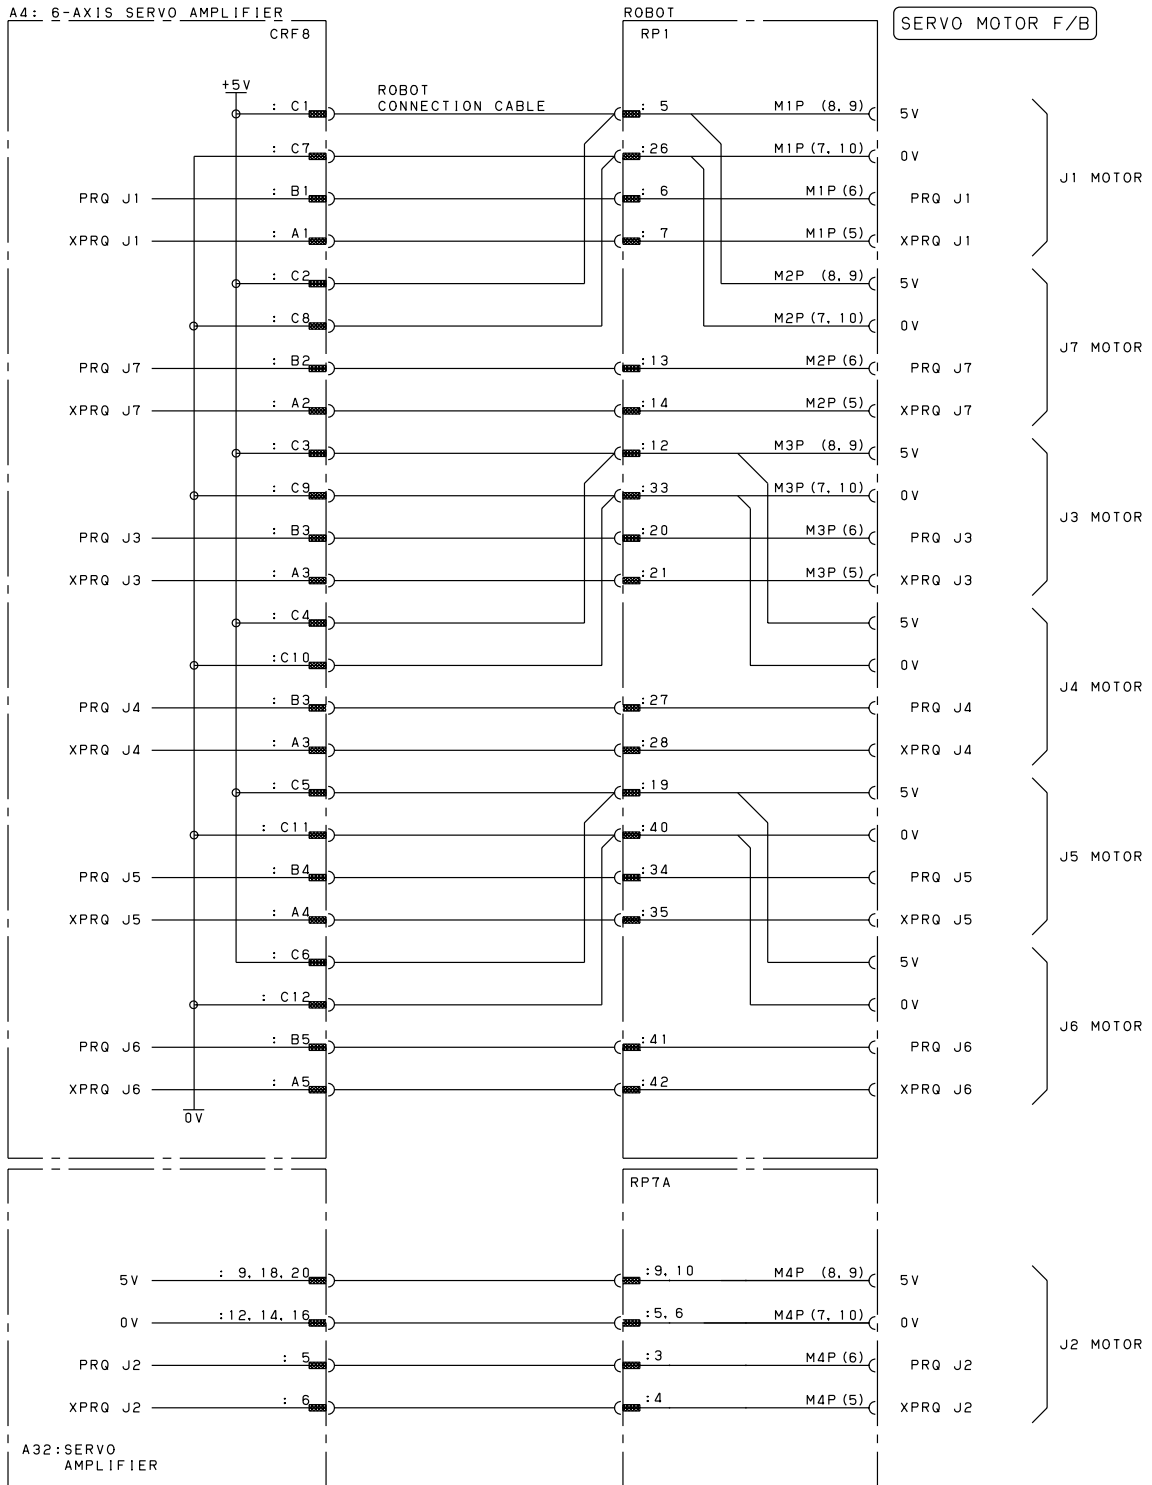 A4: 6-AXIS SERVO AMPLIFIER
ROBOT
SERVO MOTOR F/B
CRF8
RP1
+5V
ROBOT
CONNECTION CABLE
: C1 : 5 M1P (8, 9) 5V
: C7 :26 M1P (7, 10) 0V
J1 MOTOR
PRQ J1 : B1 : 6 M1P (6) PRQ J1
XPRQ J1 : A1 : 7 M1P (5) XPRQ J1
: C2 M2P (8, 9) 5V
: C8 M2P (7, 10) 0V
J7 MOTOR
PRQ J7 : B2 :13 M2P (6) PRQ J7
XPRQ J7 : A2 :14 M2P (5) XPRQ J7
: C3 :12 M3P (8, 9) 5V
: C9 :33 M3P (7, 10) 0V
J3 MOTOR
PRQ J3 : B3 :20 M3P (6) PRQ J3
XPRQ J3 : A3 :21 M3P (5) XPRQ J3
: C4 5V
:C10 0V
J4 MOTOR
PRQ J4 : B3 :27 PRQ J4
XPRQ J4 : A3 :28 XPRQ J4
: C5 :19 5V
: C11 :40 0V
J5 MOTOR
PRQ J5 : B4 :34 PRQ J5
XPRQ J5 : A4 :35 XPRQ J5
: C6 5V
: C12 0V
J6 MOTOR
PRQ J6 : B5 :41 PRQ J6
XPRQ J6 : A5 :42 XPRQ J6
0V
RP7A
5V : 9, 18, 20 :9, 10 M4P (8, 9) 5V
0V :12, 14, 16 :5, 6 M4P (7, 10) 0V
J2 MOTOR
PRQ J2 : 5 :3 M4P (6) PRQ J2
XPRQ J2 : 6 :4 M4P (5) XPRQ J2
A32:SERVO
AMPLIFIER